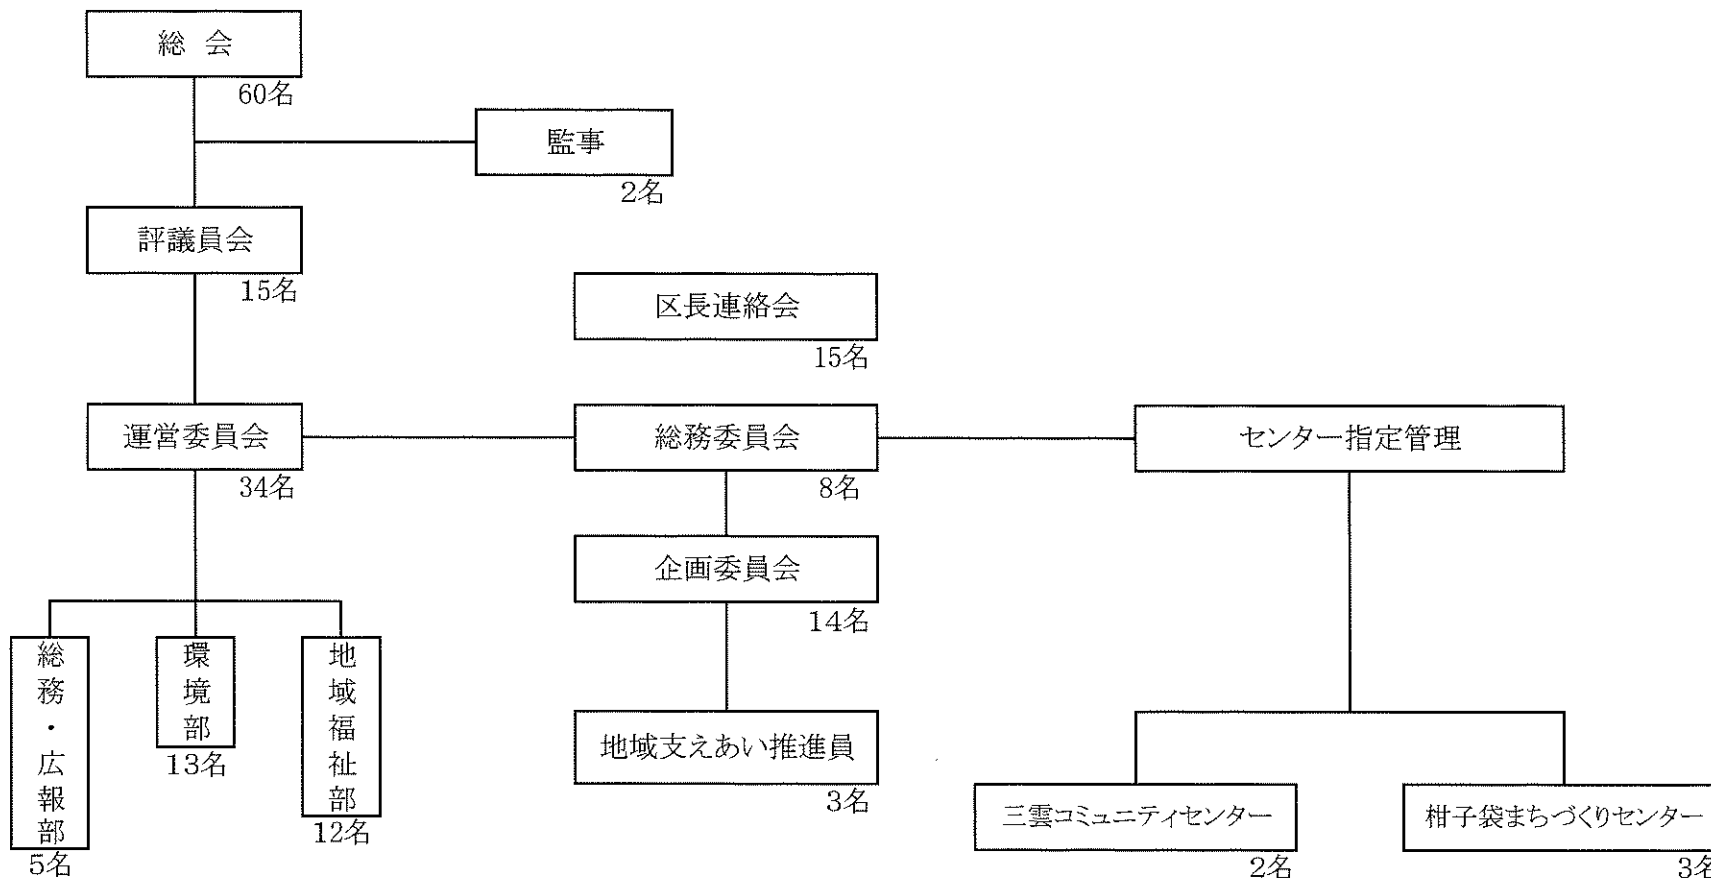 総 会
60名
監事
2名
評議員会
15名
区長連絡会
15名
運営委員会
34名
総務委員会
8名
センター指定管理
企画委員会
14名
総務・広報部
5名
環境部
13名
地域福祉部
12名
地域支えあい推進員
3名
三雲コミュニティセンター
2名
柑子袋まちづくりセンター
3名